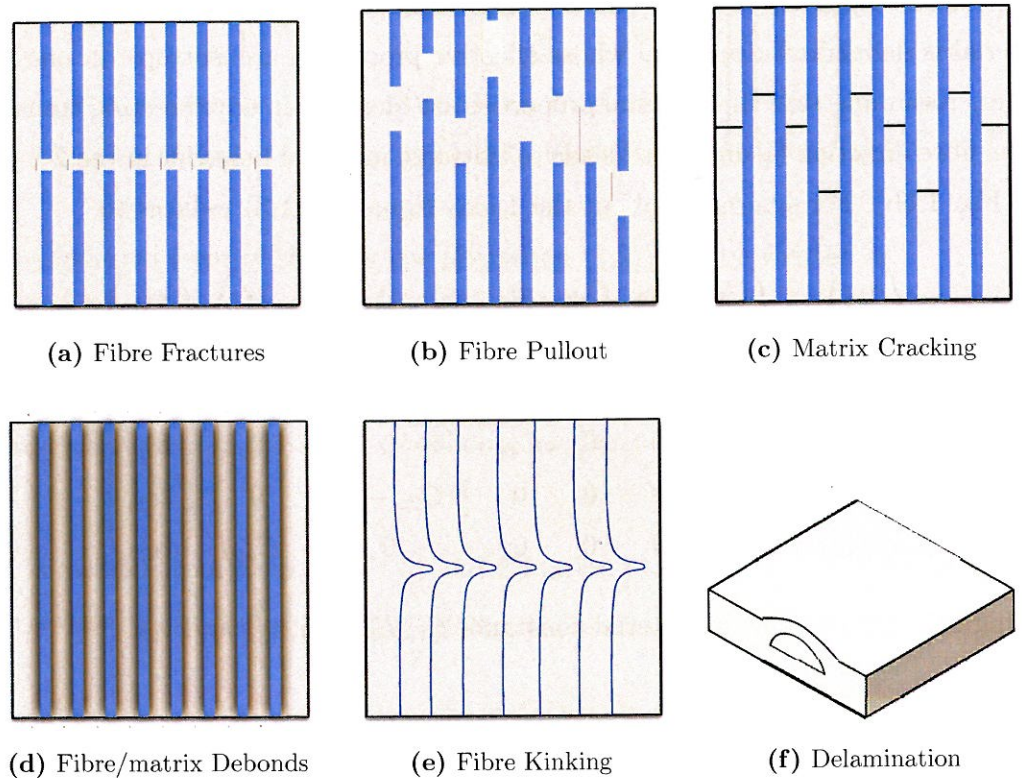 (a) Fibre Fractures
(b) Fibre Pullout
(c) Matrix Cracking
(d) Fibre/matrix Debonds
(e) Fibre Kinking
(f) Delamination